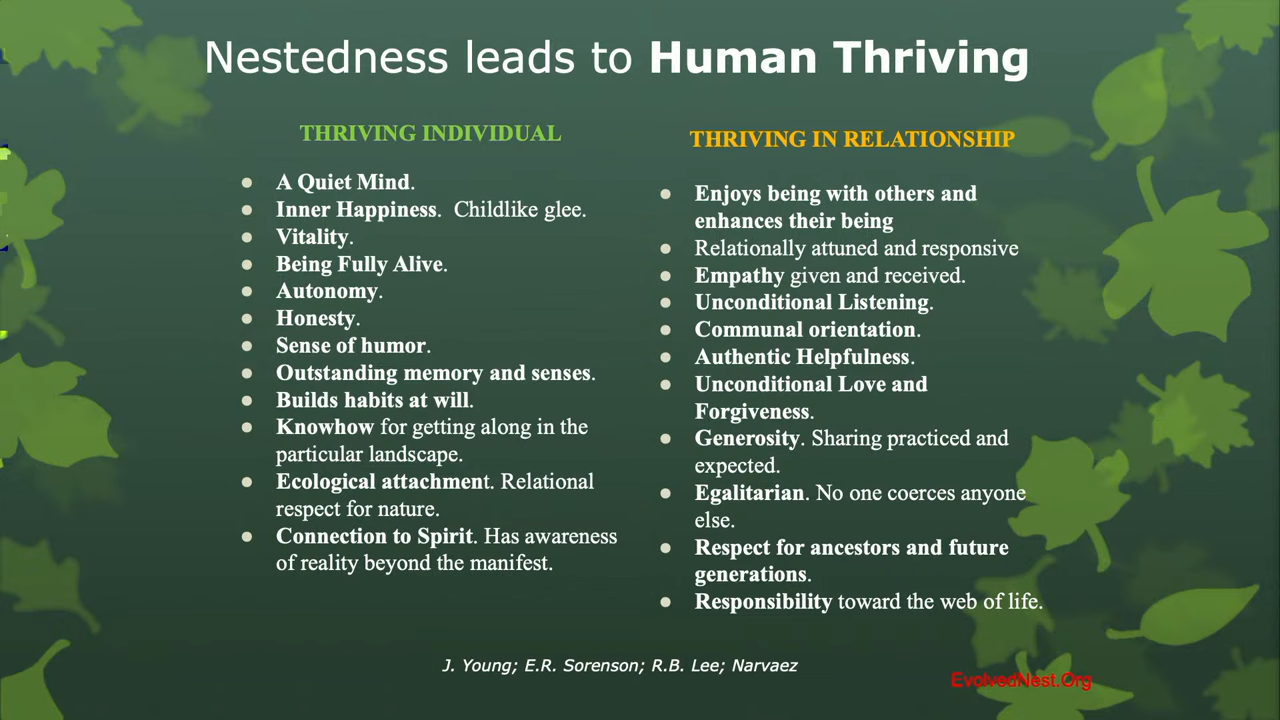 Nestedness leads to Human Thriving
THRIVING INDIVIDUAL
● A Quiet Mind.
● Inner Happiness.  Childlike glee.
● Vitality.
● Being Fully Alive.
● Autonomy.
● Honesty.
● Sense of humor.
● Outstanding memory and senses.
● Builds habits at will.
● Knowhow for getting along in the
particular landscape.
● Ecological attachment. Relational
respect for nature.
● Connection to Spirit. Has awareness
of reality beyond the manifest.
THRIVING IN RELATIONSHIP
● Enjoys being with others and
enhances their being
● Relationally attuned and responsive
● Empathy given and received.
● Unconditional Listening.
● Communal orientation.
● Authentic Helpfulness.
● Unconditional Love and
Forgiveness.
● Generosity. Sharing practiced and
expected.
● Egalitarian. No one coerces anyone
else.
● Respect for ancestors and future
generations.
● Responsibility toward the web of life.
J. Young; E.R. Sorenson; R.B. Lee; Narvaez
EvolvedNest.Org